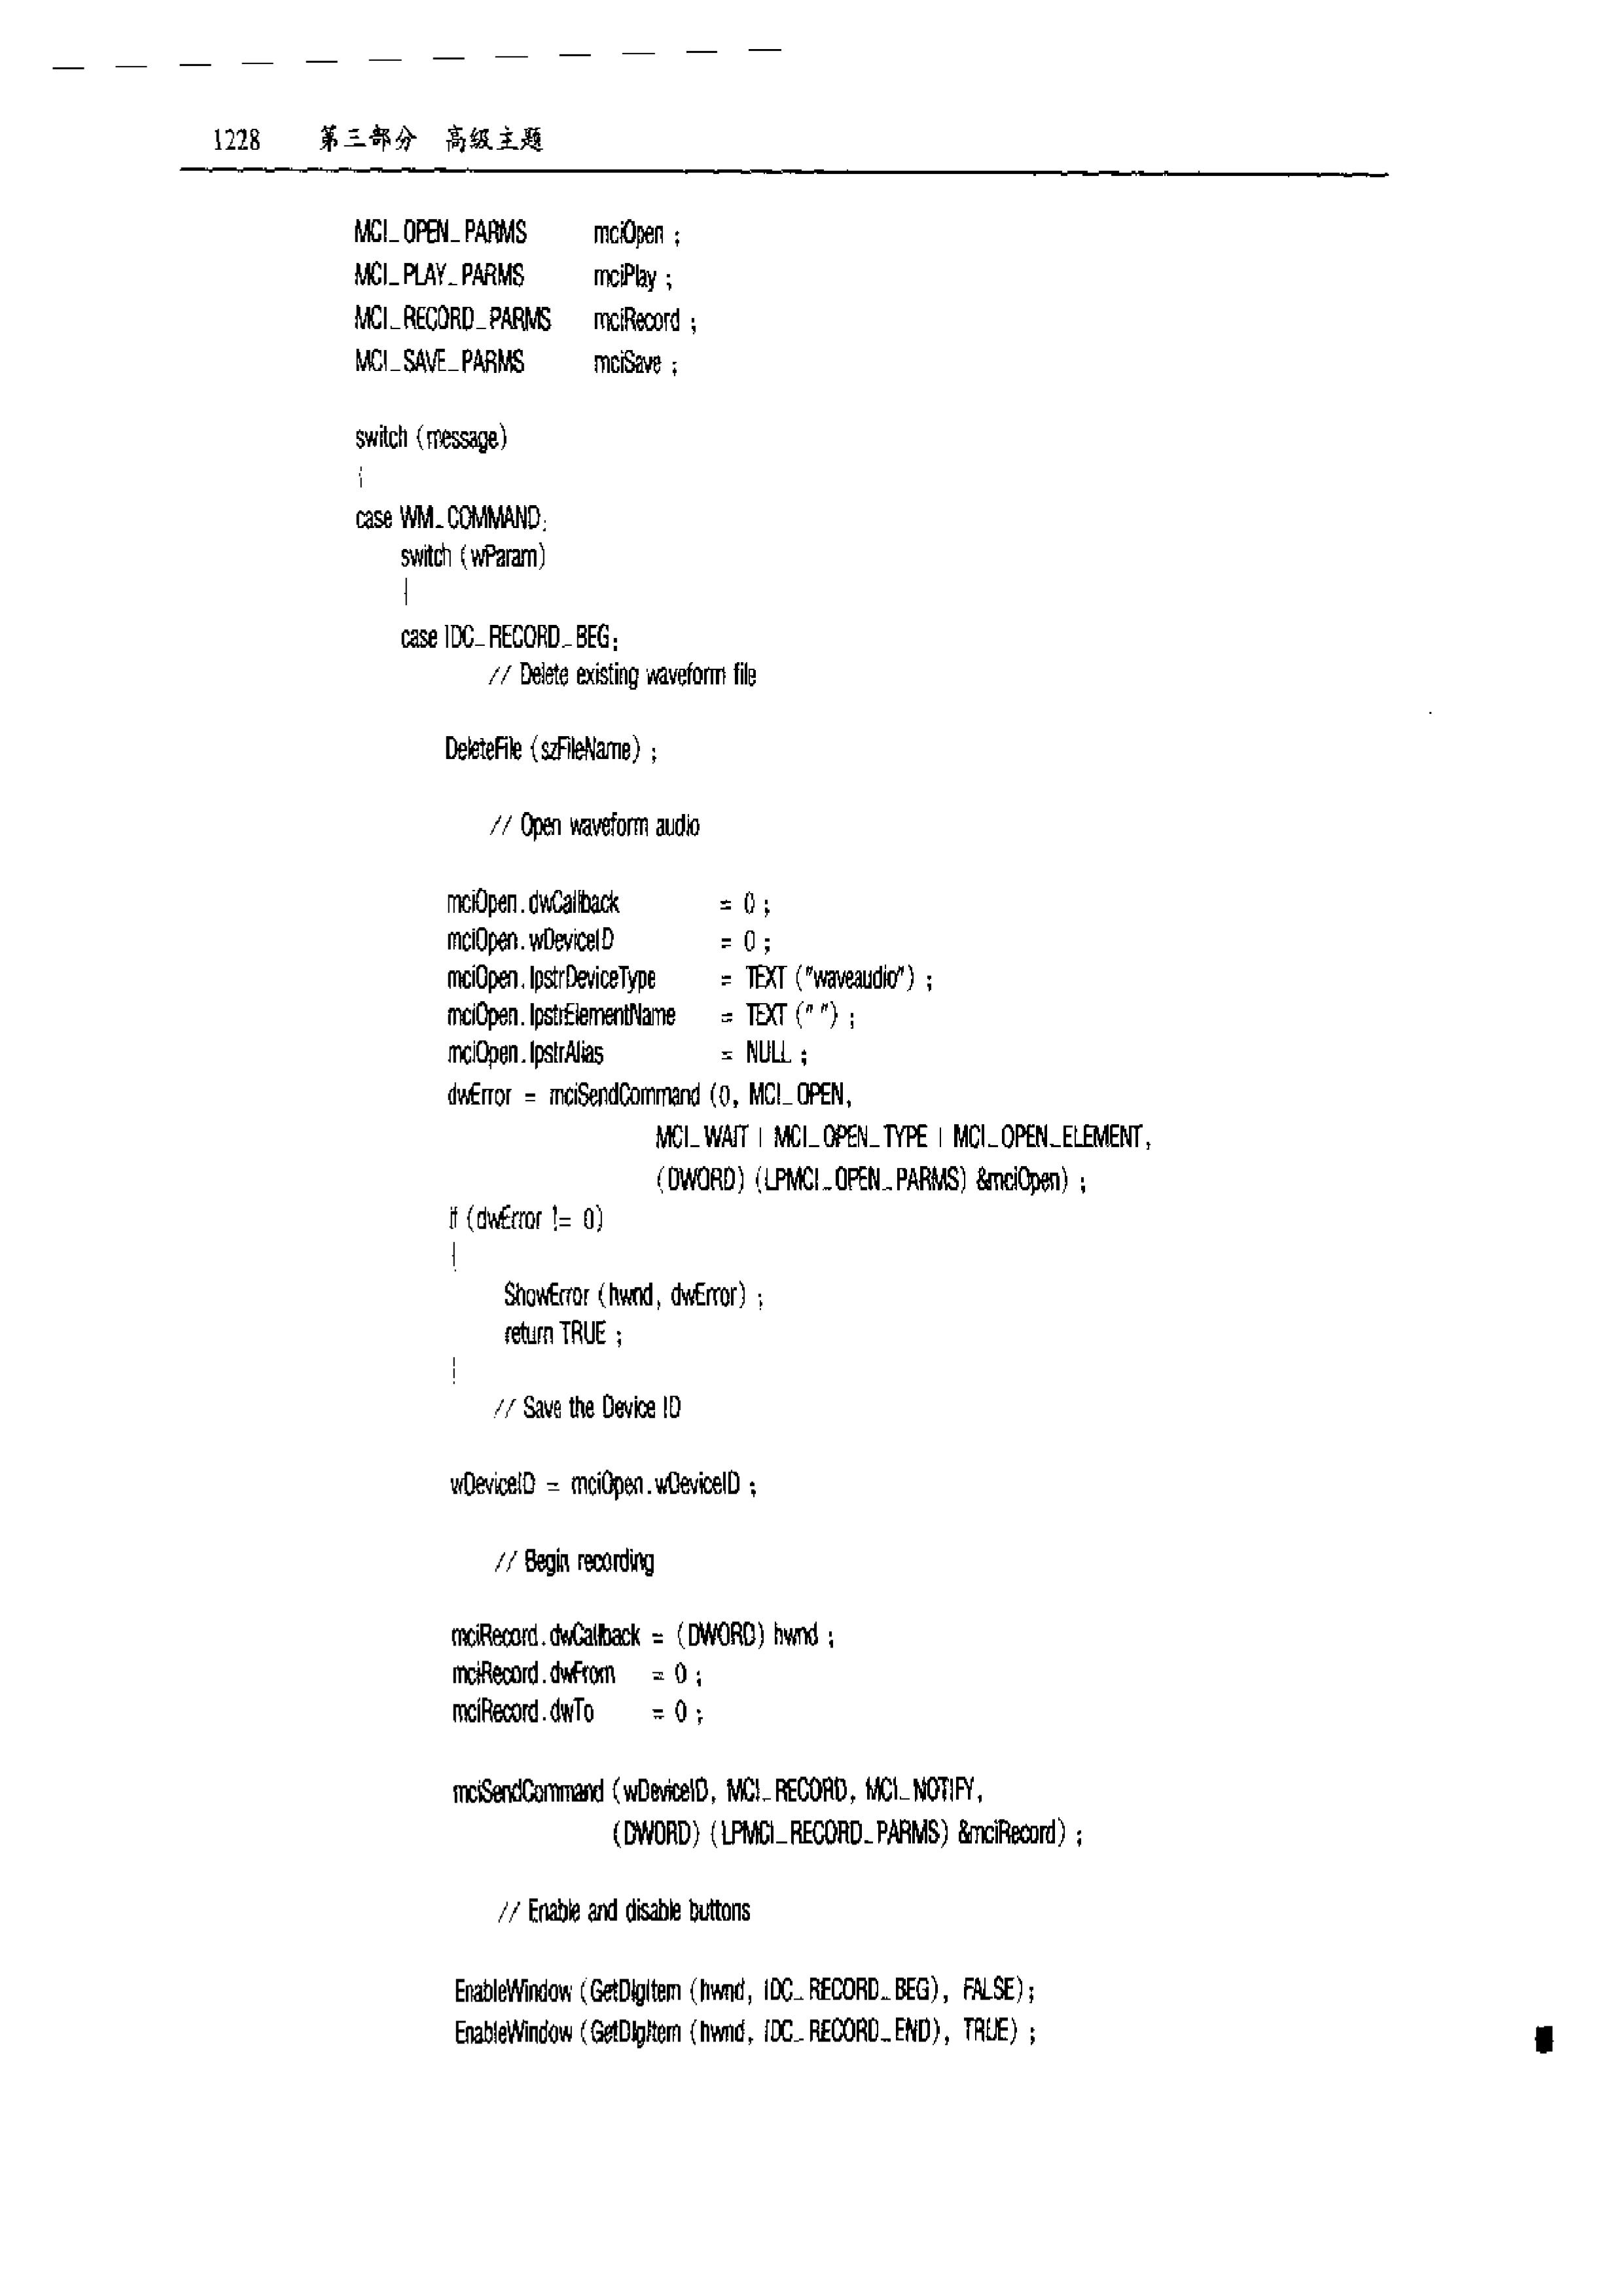 1228 第三部分 高级主题
MCI_OPEN_PARMS mciOpen ;
MCI_PLAY_PARMS mciPlay ;
MCI_RECORD_PARMS mciRecord ;
MCI_SAVE_PARMS mciSave ;
switch (message)
{
case WM_COMMAND:
switch (wParam)
{
case IDC_RECORD_BEG:
// Delete existing waveform file
DeleteFile (szFileName) ;
// Open waveform audio
mciOpen.dwCallback = 0 ;
mciOpen.wDeviceID = 0 ;
mciOpen.lpstrDeviceType = TEXT ("waveaudio") ;
mciOpen.lpstrElementName = TEXT (" ") ;
mciOpen.lpstrAlias = NULL ;
dwError = mciSendCommand (0, MCI_OPEN,
MCI_WAIT | MCI_OPEN_TYPE | MCI_OPEN_ELEMENT,
(DWORD) (LPMCI_OPEN_PARMS) &mciOpen) ;
if (dwError != 0)
{
ShowError (hwnd, dwError) ;
return TRUE ;
}
// Save the Device ID
wDeviceID = mciOpen.wDeviceID ;
// Begin recording
mciRecord.dwCallback = (DWORD) hwnd ;
mciRecord.dwFrom = 0 ;
mciRecord.dwTo = 0 ;
mciSendCommand (wDeviceID, MCI_RECORD, MCI_NOTIFY,
(DWORD) (LPMCI_RECORD_PARMS) &mciRecord) ;
// Enable and disable buttons
EnableWindow (GetDlgItem (hwnd, IDC_RECORD_BEG), FALSE);
EnableWindow (GetDlgItem (hwnd, IDC_RECORD_END), TRUE) ;